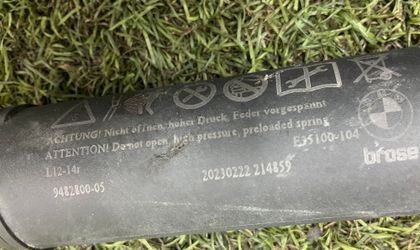 ACHTUNG! Nicht öffnen, hoher Druck, Feder vorgespannt
ATTENTION! Do not open, high pressure, preloaded spring
E35100-104
L12-14r
brose
9482800-05
20230222 214859